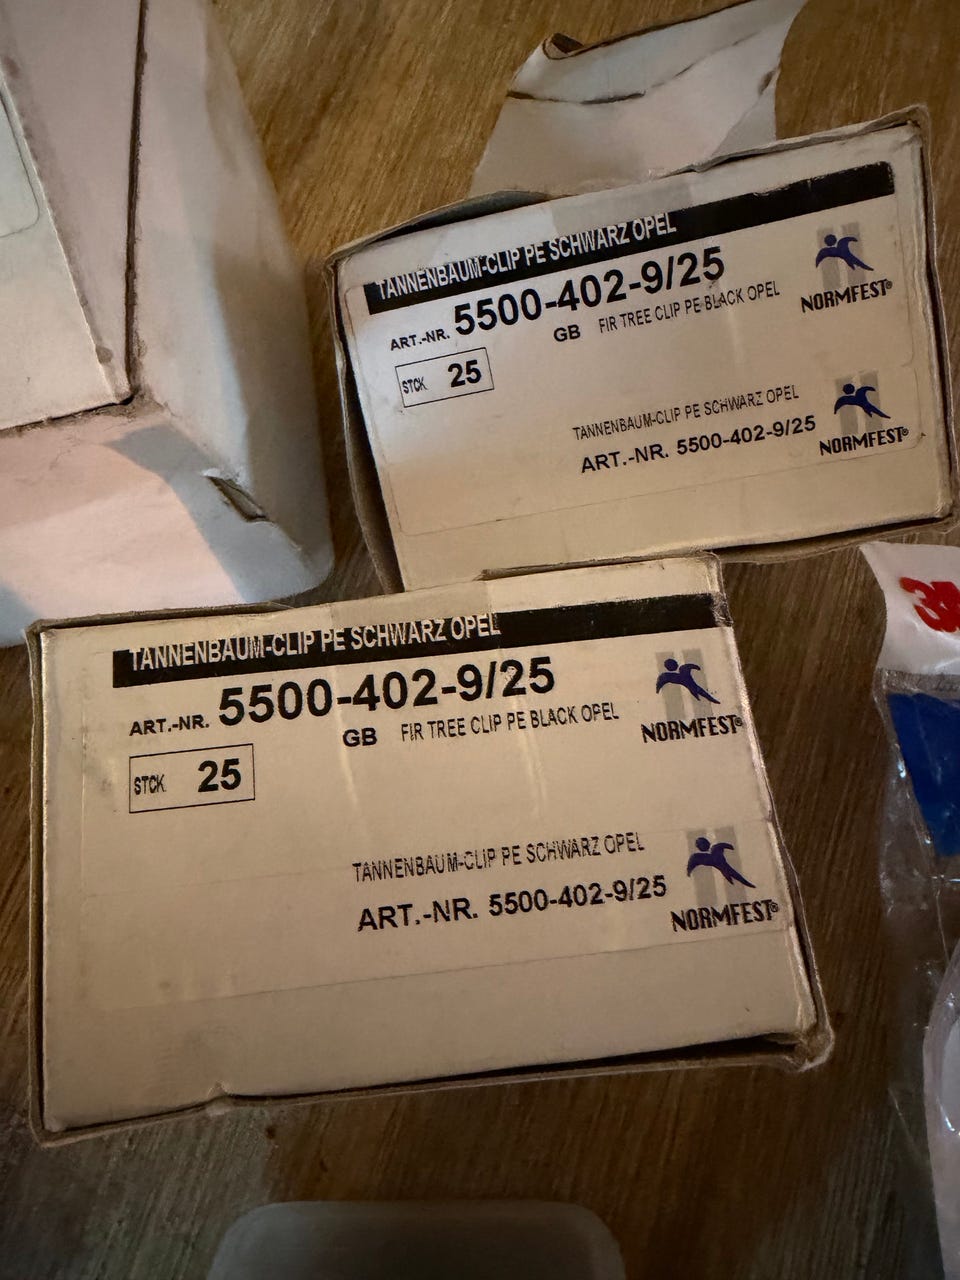 TANNENBAUM-CLIP PE SCHWARZ OPEL
ART.-NR. 5500-402-9/25
GB FIR TREE CLIP PE BLACK OPEL
NORMFEST®
STCK 25
TANNENBAUM-CLIP PE SCHWARZ OPEL
ART.-NR. 5500-402-9/25
NORMFEST®
3M
TANNENBAUM-CLIP PE SCHWARZ OPEL
ART.-NR. 5500-402-9/25
GB FIR TREE CLIP PE BLACK OPEL
NORMFEST®
STCK 25
TANNENBAUM-CLIP PE SCHWARZ OPEL
ART.-NR. 5500-402-9/25
NORMFEST®